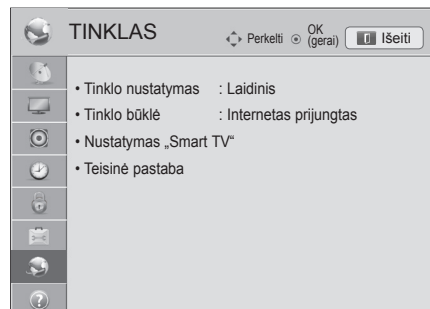 TINKLAS
Perkelti
OK
(gerai)
Išeiti
• Tinklo nustatymas : Laidinis
• Tinklo būklė : Internetas prijungtas
• Nustatymas „Smart TV“
• Teisinė pastaba
?